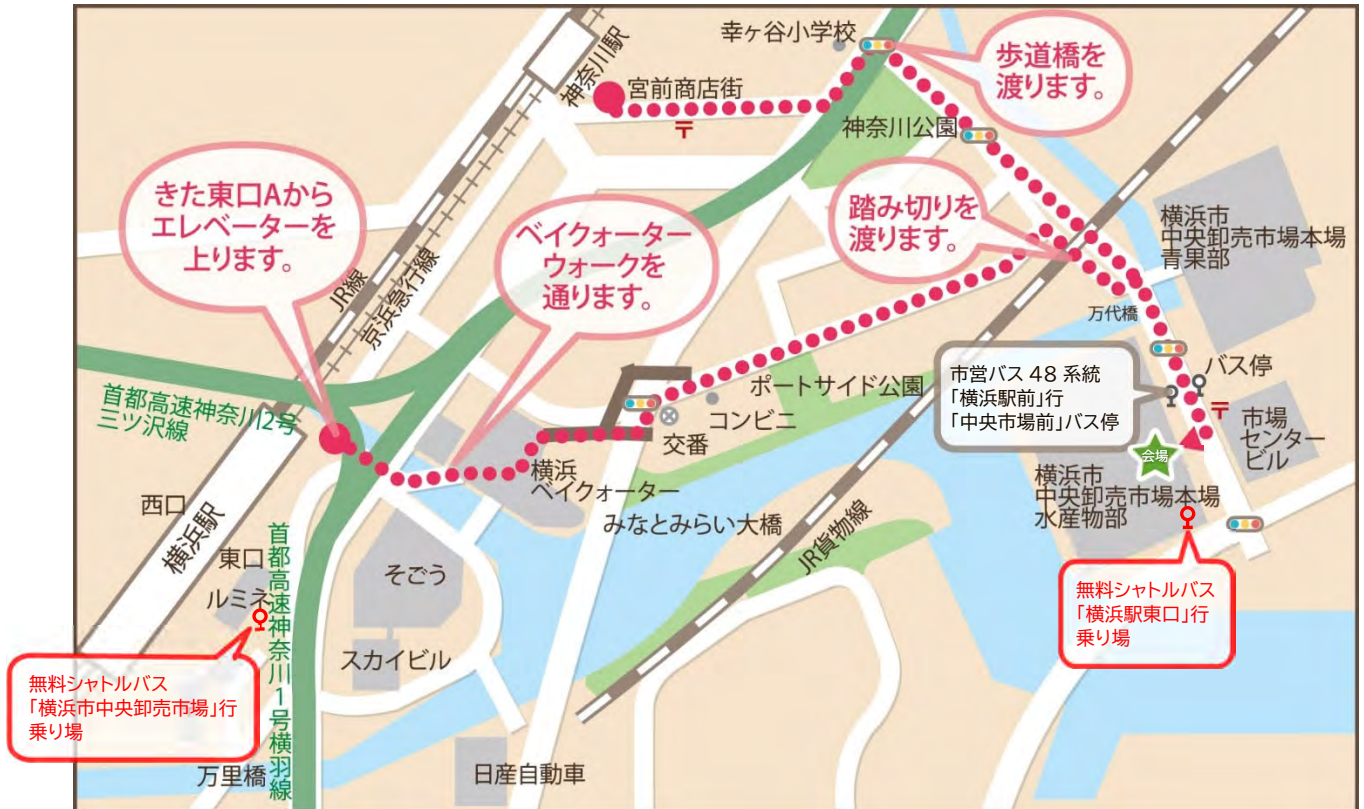 幸ヶ谷小学校
神奈川駅
宮前商店街
〒
歩道橋を
渡ります。
神奈川公園
きた東口Aから
エレベーターを
上ります。
ベイクォーター
ウォークを
通ります。
踏み切りを
渡ります。
横浜市
中央卸売市場本場
青果部
JR線
京浜急行線
万代橋
首都高速神奈川2号
三ツ沢線
ポートサイド公園
コンビニ
交番
市営バス 48 系統
「横浜駅前」行
「中央市場前」バス停
バス停
〒
市場
センター
ビル
会場
横浜
ベイクォーター
みなとみらい大橋
横浜市
中央卸売市場本場
水産物部
西口
横浜駅
東口
ルミネ
首都高速神奈川1号横羽線
そごう
スカイビル
JR貨物線
無料シャトルバス
「横浜駅東口」行
乗り場
無料シャトルバス
「横浜市中央卸売市場」行
乗り場
万里橋
日産自動車